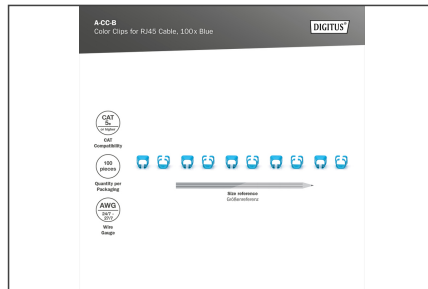 A-CC-B
Color Clips for RJ45 Cable, 100x Blue
DIGITUS®
CAT
5e
or higher
CAT
Compatibility
100
pieces
Quantity per
Packaging
AWG
24/7 -
27/7
Wire
Gauge
Size reference
Größenreferenz